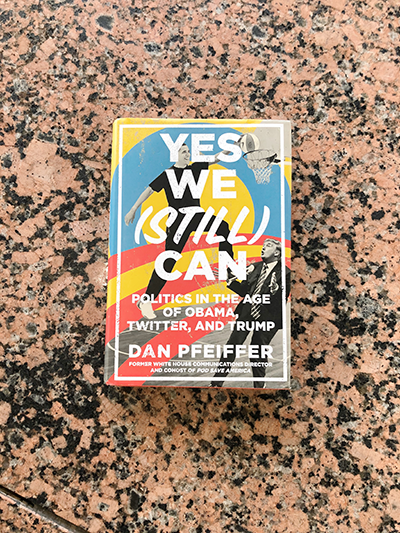 YES
WE
(STILL)
CAN
POLITICS IN THE AGE
OF OBAMA,
TWITTER, AND TRUMP
DAN PFEIFFER
FORMER WHITE HOUSE COMMUNICATIONS DIRECTOR
AND COHOST OF POD SAVE AMERICA